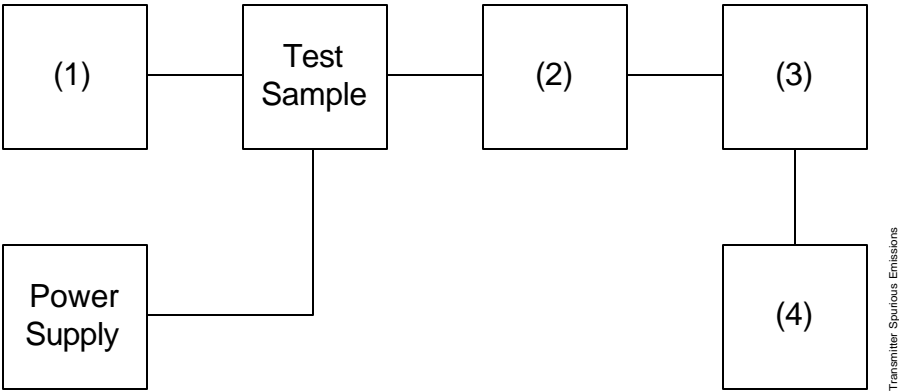 (1)
Test
Sample
(2)
(3)
Power
Supply
(4)
Transmitter Spurious Emissions